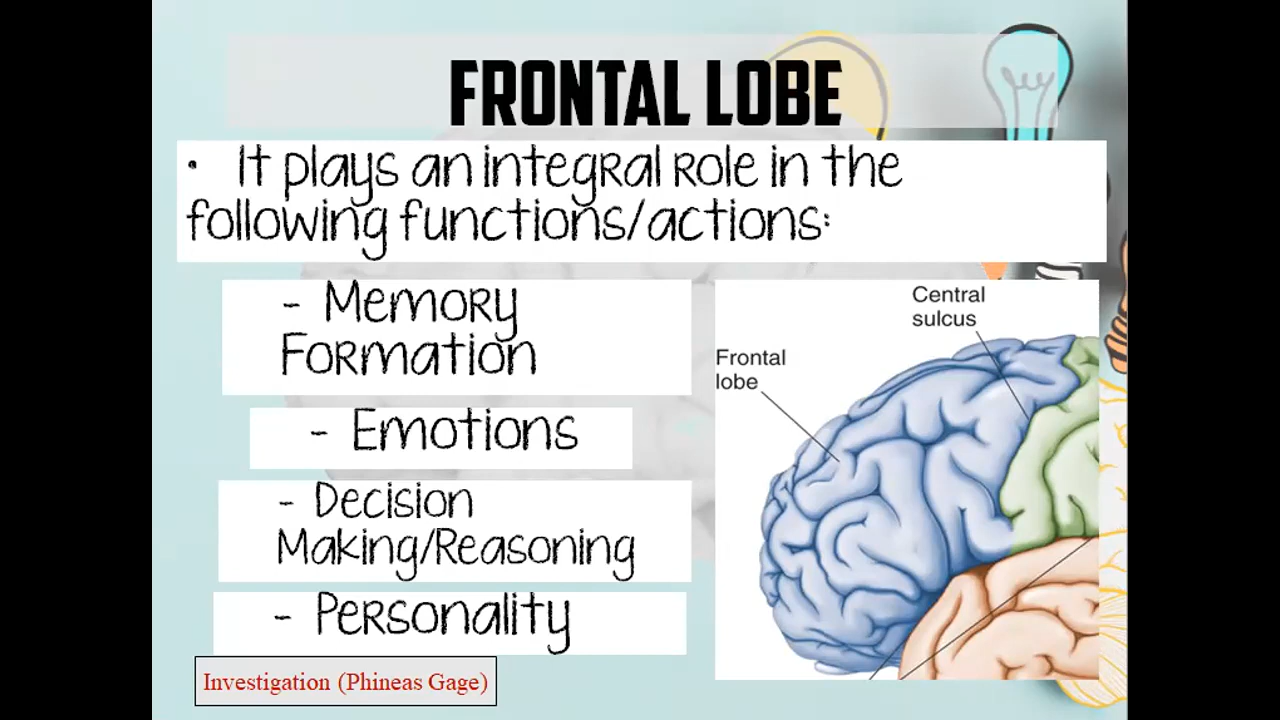 FRONTAL LOBE
• It plays an integral role in the
following functions/actions:
- Memory
Formation
- Emotions
- Decision
Making/Reasoning
- Personality
Investigation (Phineas Gage)
Central
sulcus
Frontal
lobe